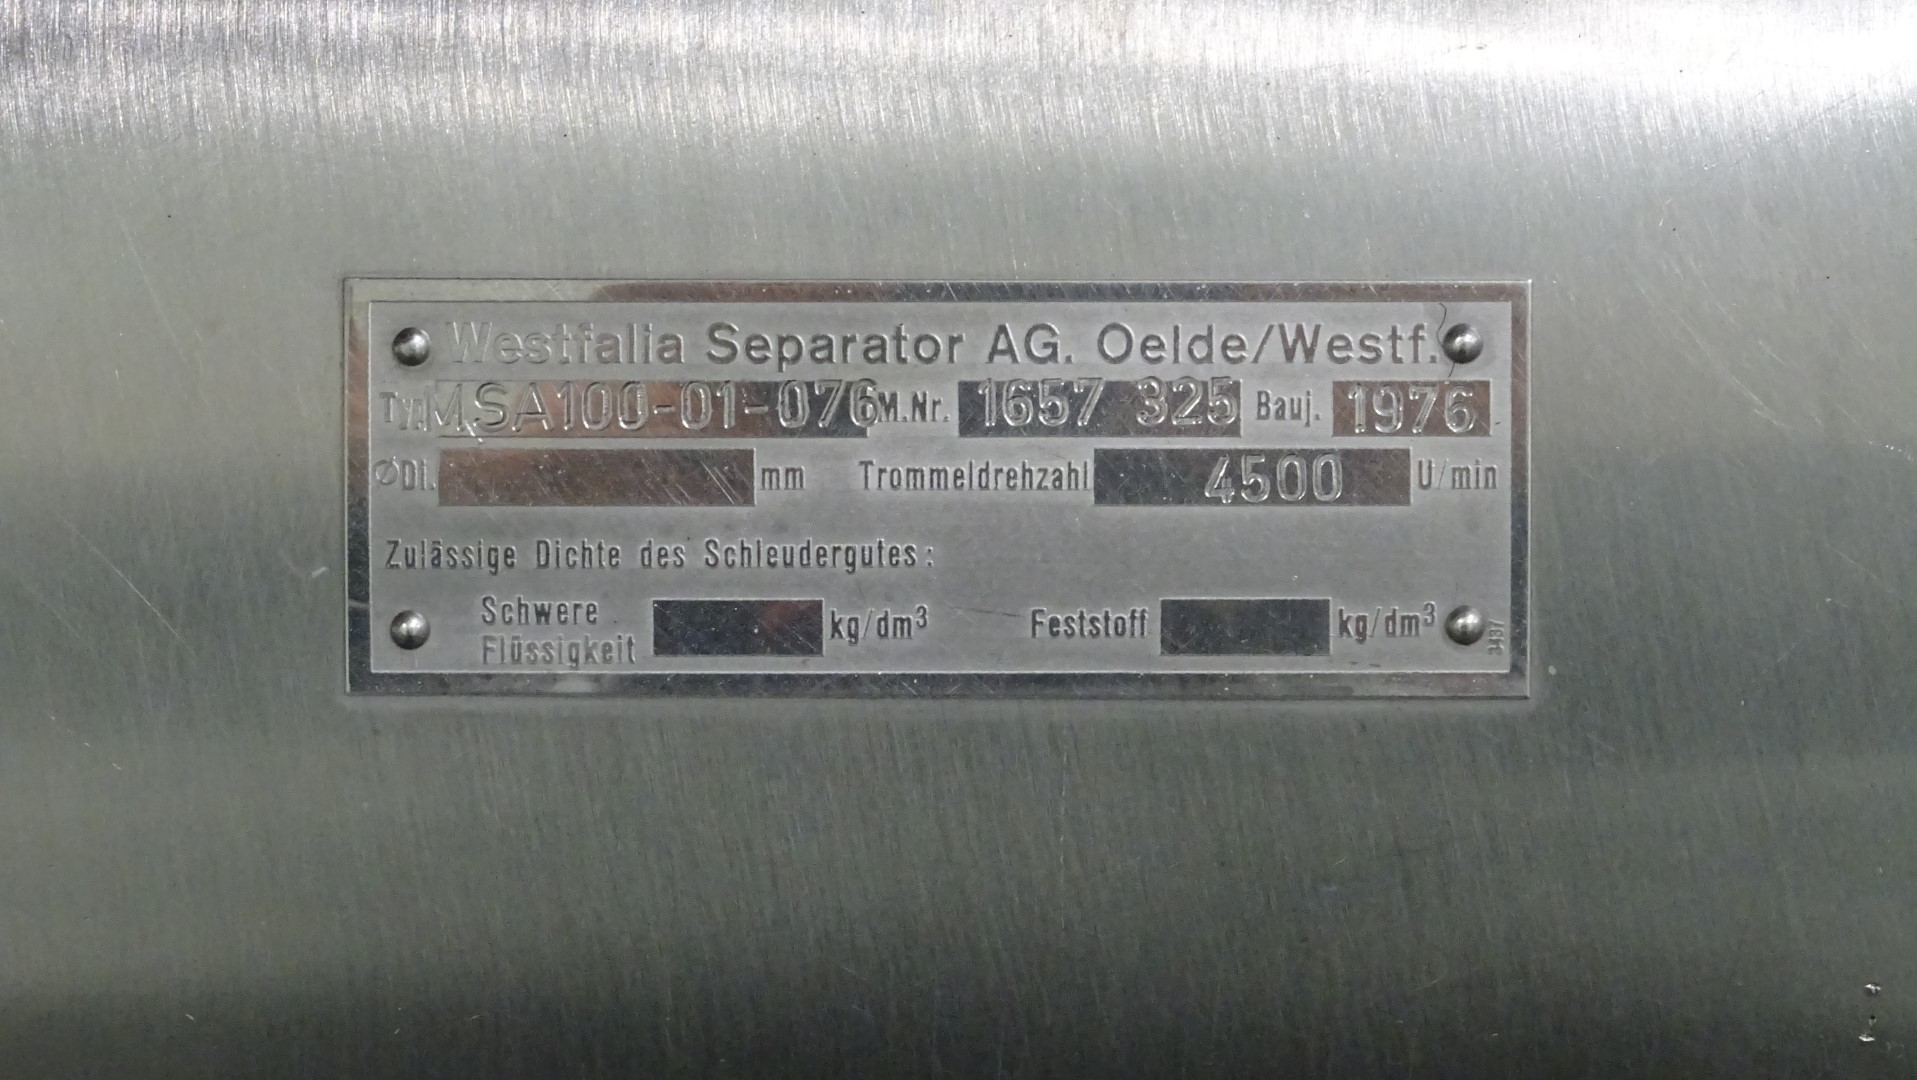 Westfalia Separator AG. Oelde/Westf.
Typ. MSA100-01-076 M.Nr. 1657 325 Bauj. 1976
ØDI. mm Trommeldrehzahl 4500 U/min
Zulässige Dichte des Schleudergutes:
Schwere
Flüssigkeit kg/dm³ Feststoff kg/dm³
3437